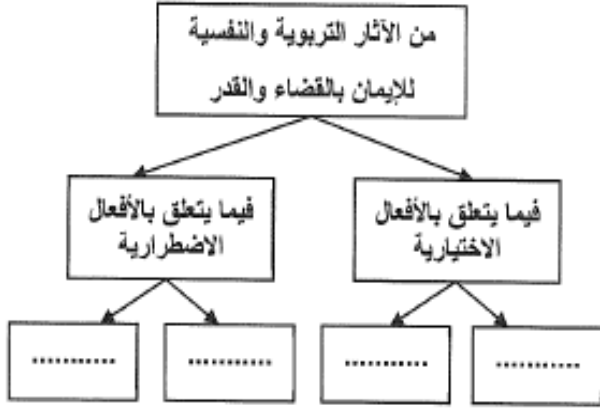 من الآثار التربوية والنفسية
للإيمان بالقضاء والقدر
فيما يتعلق بالأفعال
الاختيارية
فيما يتعلق بالأفعال
الاضطرارية
...........
...........
...........
...........